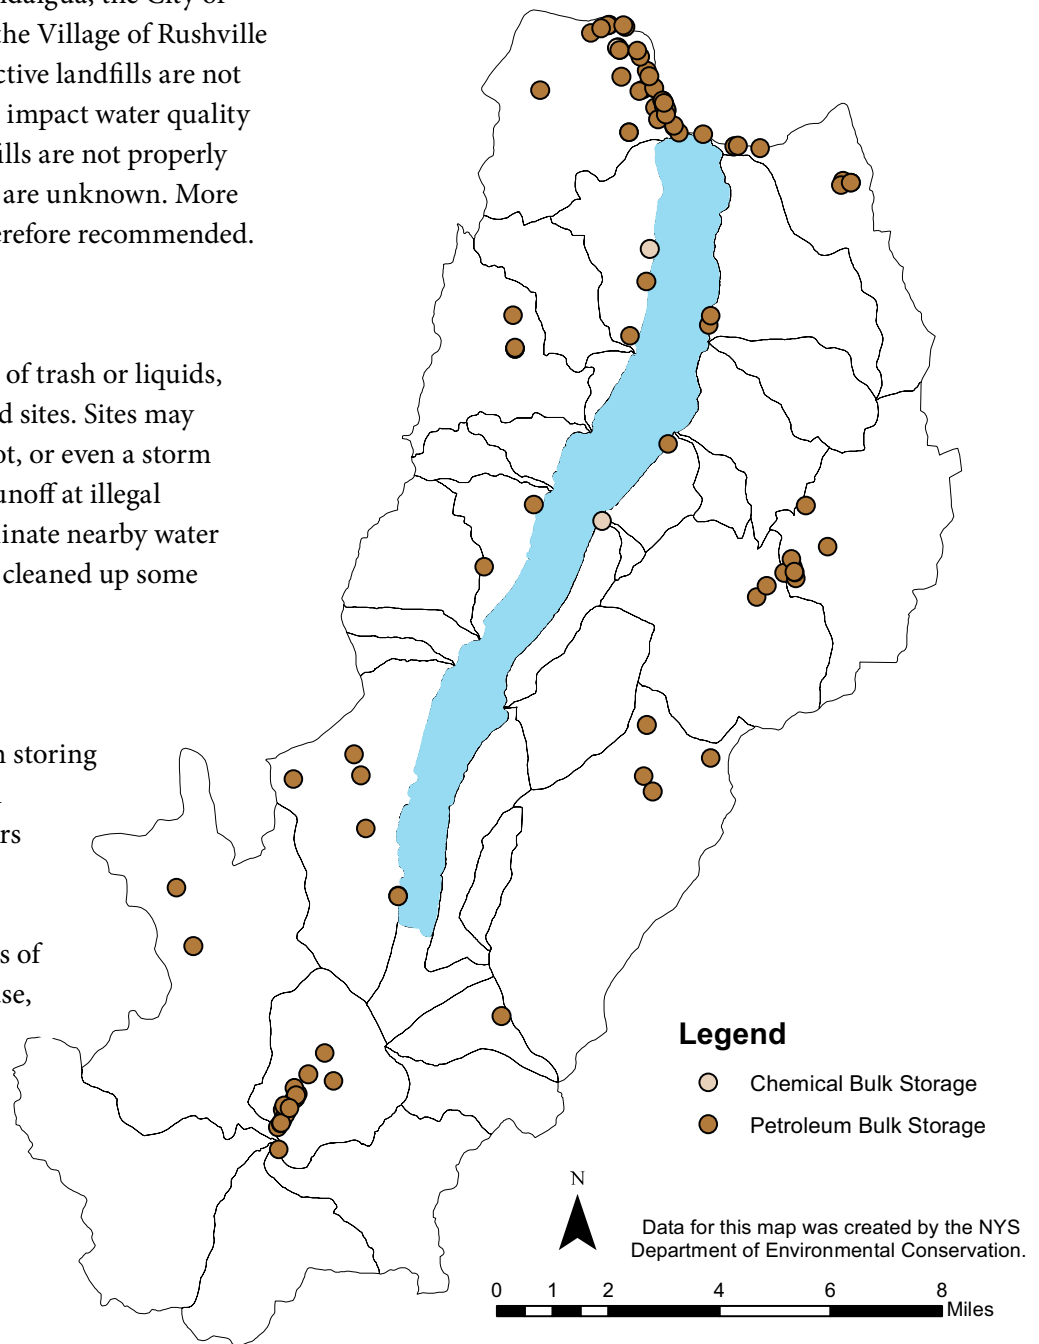 the City of
the Village of Rushville
ctive landfills are not
impact water quality
ills are not properly
are unknown. More
erefore recommended.
of trash or liquids,
d sites. Sites may
ot, or even a storm
unoff at illegal
inate nearby water
cleaned up some
n storing
rs
s of
se,
Legend
Chemical Bulk Storage
Petroleum Bulk Storage
N
Data for this map was created by the NYS
Department of Environmental Conservation.
0 1 2 4 6 8
Miles